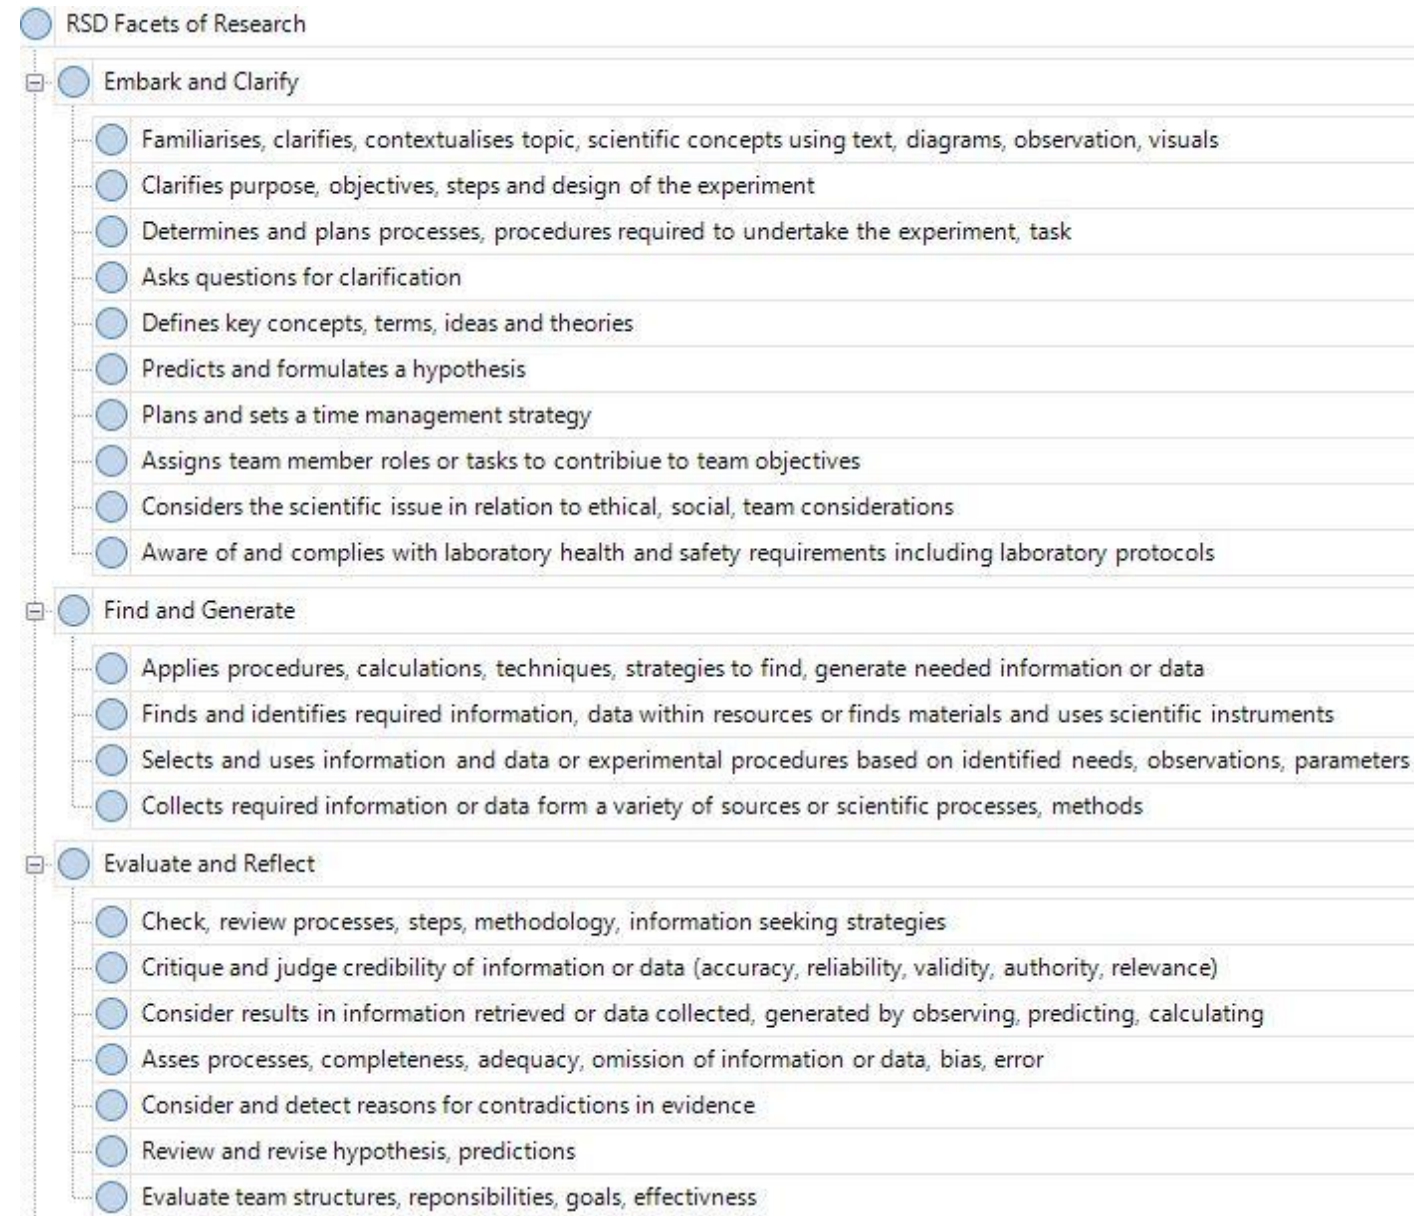 RSD Facets of Research
Embark and Clarify
Familiarises, clarifies, contextualises topic, scientific concepts using text, diagrams, observation, visuals
Clarifies purpose, objectives, steps and design of the experiment
Determines and plans processes, procedures required to undertake the experiment, task
Asks questions for clarification
Defines key concepts, terms, ideas and theories
Predicts and formulates a hypothesis
Plans and sets a time management strategy
Assigns team member roles or tasks to contribiue to team objectives
Considers the scientific issue in relation to ethical, social, team considerations
Aware of and complies with laboratory health and safety requirements including laboratory protocols
Find and Generate
Applies procedures, calculations, techniques, strategies to find, generate needed information or data
Finds and identifies required information, data within resources or finds materials and uses scientific instruments
Selects and uses information and data or experimental procedures based on identified needs, observations, parameters
Collects required information or data form a variety of sources or scientific processes, methods
Evaluate and Reflect
Check, review processes, steps, methodology, information seeking strategies
Critique and judge credibility of information or data (accuracy, reliability, validity, authority, relevance)
Consider results in information retrieved or data collected, generated by observing, predicting, calculating
Asses processes, completeness, adequacy, omission of information or data, bias, error
Consider and detect reasons for contradictions in evidence
Review and revise hypothesis, predictions
Evaluate team structures, reponsibilities, goals, effectivness